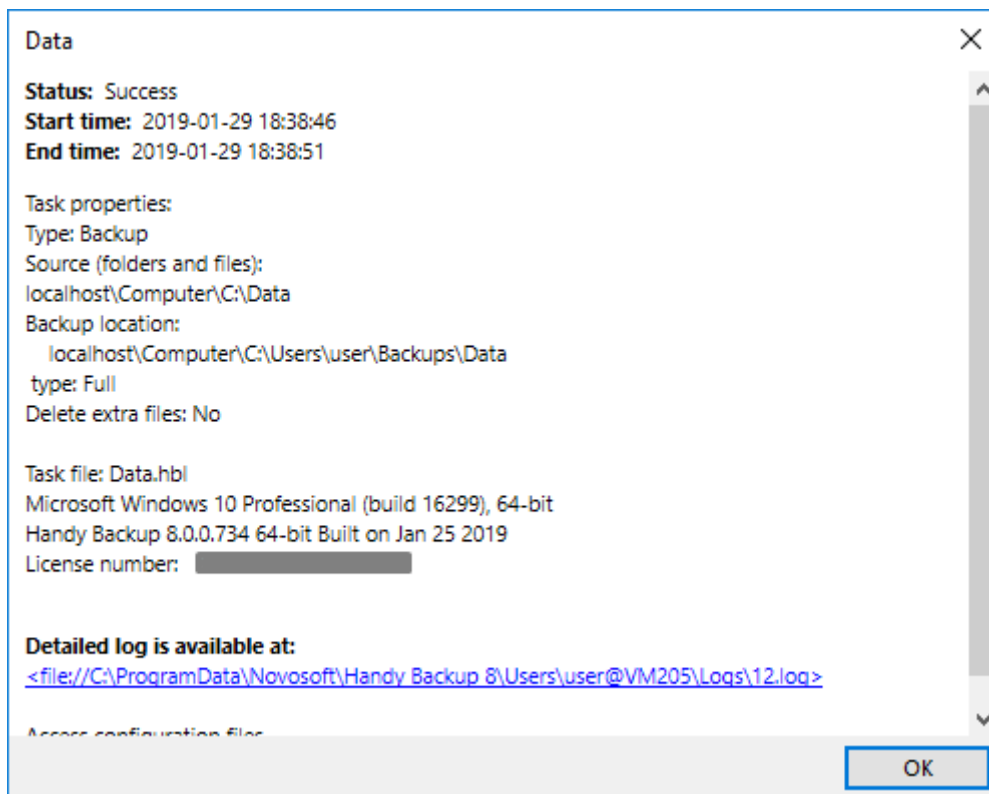 Data
Status: Success
Start time: 2019-01-29 18:38:46
End time: 2019-01-29 18:38:51
Task properties:
Type: Backup
Source (folders and files):
localhost\Computer\C:\Data
Backup location:
localhost\Computer\C:\Users\user\Backups\Data
type: Full
Delete extra files: No
Task file: Data.hbl
Microsoft Windows 10 Professional (build 16299), 64-bit
Handy Backup 8.0.0.734 64-bit Built on Jan 25 2019
License number:
Detailed log is available at:
<file://C:\ProgramData\Novosoft\Handy Backup 8\Users\user@VM205\Logs\12.log>
Access configuration files
OK